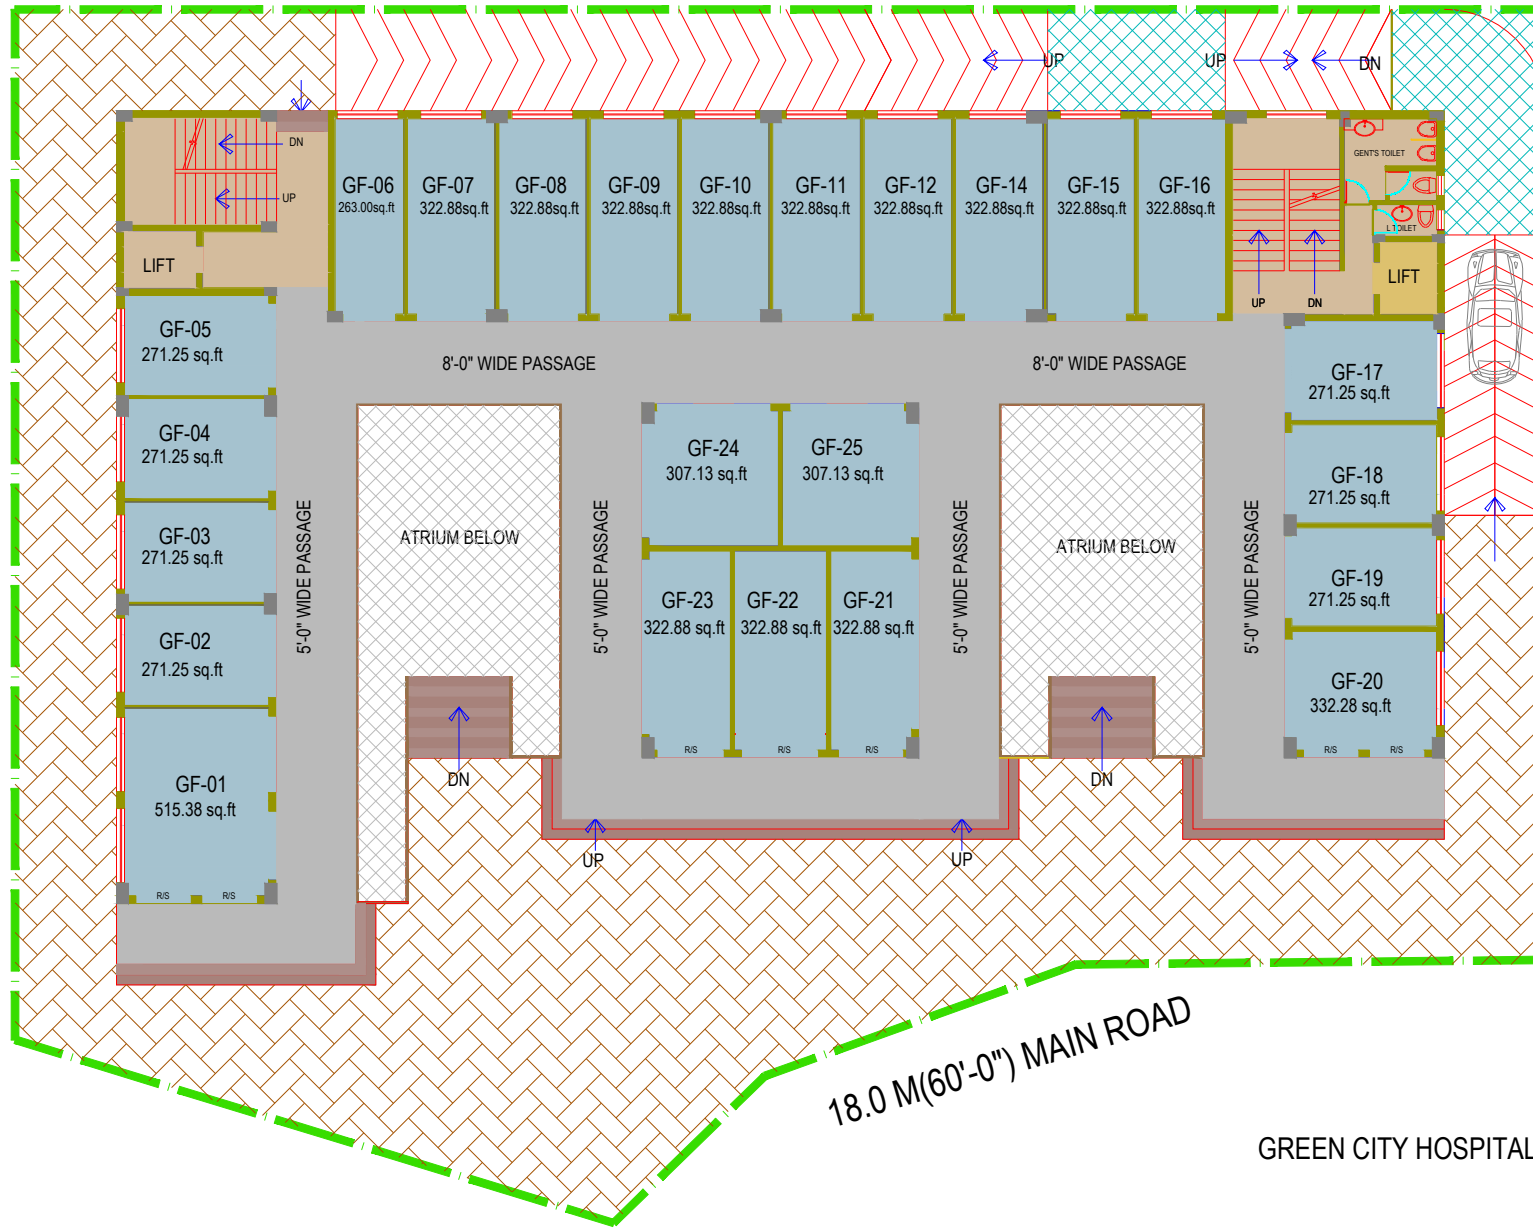 UP
UP
DN
DN
UP
LIFT
GF-06
263.00sq.ft
GF-07
322.88sq.ft
GF-08
322.88sq.ft
GF-09
322.88sq.ft
GF-10
322.88sq.ft
GF-11
322.88sq.ft
GF-12
322.88sq.ft
GF-14
322.88sq.ft
GF-15
322.88sq.ft
GF-16
322.88sq.ft
GENT'S TOILET
L.TOILET
LIFT
UP
DN
GF-05
271.25 sq.ft
8'-0" WIDE PASSAGE
8'-0" WIDE PASSAGE
GF-17
271.25 sq.ft
GF-04
271.25 sq.ft
GF-24
307.13 sq.ft
GF-25
307.13 sq.ft
GF-18
271.25 sq.ft
GF-03
271.25 sq.ft
5'-0" WIDE PASSAGE
ATRIUM BELOW
5'-0" WIDE PASSAGE
5'-0" WIDE PASSAGE
ATRIUM BELOW
5'-0" WIDE PASSAGE
GF-19
271.25 sq.ft
GF-02
271.25 sq.ft
GF-23
322.88 sq.ft
GF-22
322.88 sq.ft
GF-21
322.88 sq.ft
GF-20
332.28 sq.ft
R/S
R/S
R/S
R/S
R/S
GF-01
515.38 sq.ft
DN
DN
UP
UP
R/S
R/S
18.0 M(60'-0") MAIN ROAD
GREEN CITY HOSPITAL